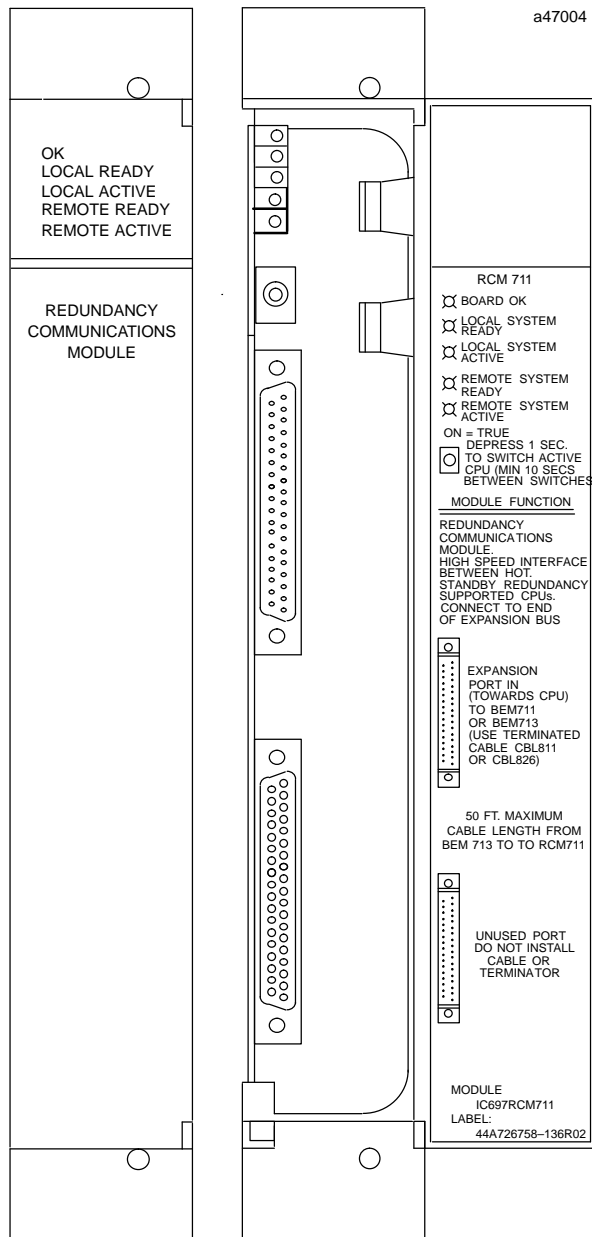 a47004
OK
LOCAL READY
LOCAL ACTIVE
REMOTE READY
REMOTE ACTIVE
REDUNDANCY
COMMUNICATIONS
MODULE
RCM 711
BOARD OK
LOCAL SYSTEM
READY
LOCAL SYSTEM
ACTIVE
REMOTE SYSTEM
READY
REMOTE SYSTEM
ACTIVE
ON = TRUE
DEPRESS 1 SEC.
TO SWITCH ACTIVE
CPU (MIN 10 SECS
BETWEEN SWITCHES
MODULE FUNCTION
REDUNDANCY
COMMUNICATIONS
MODULE.
HIGH SPEED INTERFACE
BETWEEN HOT.
STANDBY REDUNDANCY
SUPPORTED CPUs.
CONNECT TO END
OF EXPANSION BUS
EXPANSION
PORT IN
(TOWARDS CPU)
TO BEM711
OR BEM713
(USE TERMINATED
CABLE CBL811
OR CBL826)
50 FT. MAXIMUM
CABLE LENGTH FROM
BEM 713 TO TO RCM711
UNUSED PORT
DO NOT INSTALL
CABLE OR
TERMINATOR
MODULE
IC697RCM711
LABEL:
44A726758–136R02